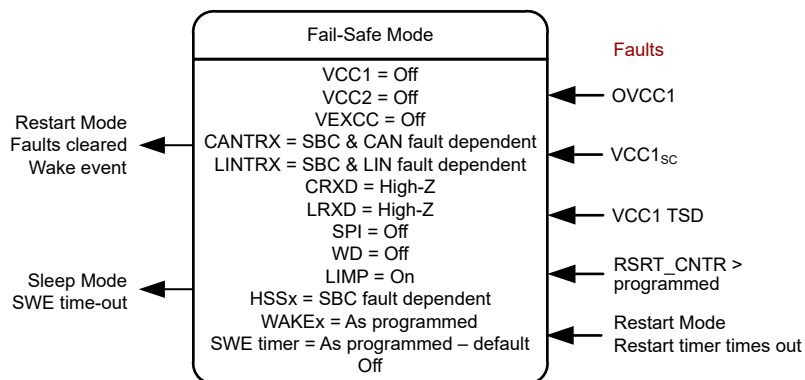 Fail-Safe Mode
VCC1 = Off
VCC2 = Off
VEXCC = Off
CANTRX = SBC & CAN fault dependent
LINTRX = SBC & LIN fault dependent
CRXD = High-Z
LRXD = High-Z
SPI = Off
WD = Off
LIMP = On
HSSx = SBC fault dependent
WAKEx = As programmed
SWE timer = As programmed – default
Off
Restart Mode
Faults cleared
Wake event
Sleep Mode
SWE time-out
Faults
OVCC1
VCC1SC
VCC1 TSD
RSRT_CNTR >
programmed
Restart Mode
Restart timer times out